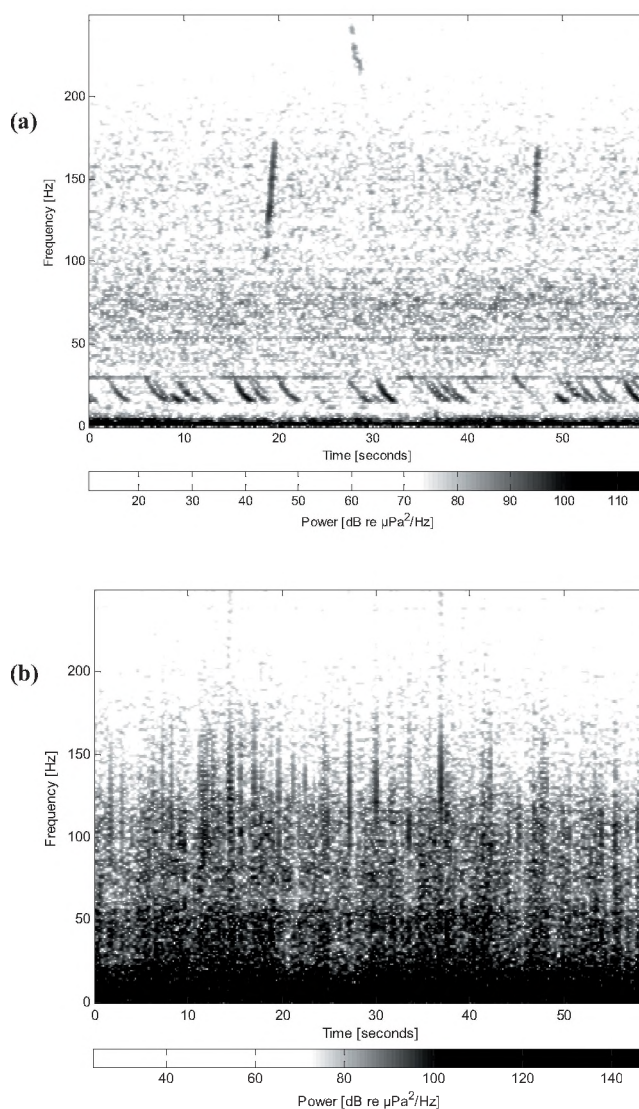 (a)
Frequency [Hz]
200
150
100
50
0
0 10 20 30 40 50
Time [seconds]
20 30 40 50 60 70 80 90 100 110
Power [dB re µPa²/Hz]
(b)
Frequency [Hz]
200
150
100
50
0
0 10 20 30 40 50
Time [seconds]
40 60 80 100 120 140
Power [dB re µPa²/Hz]